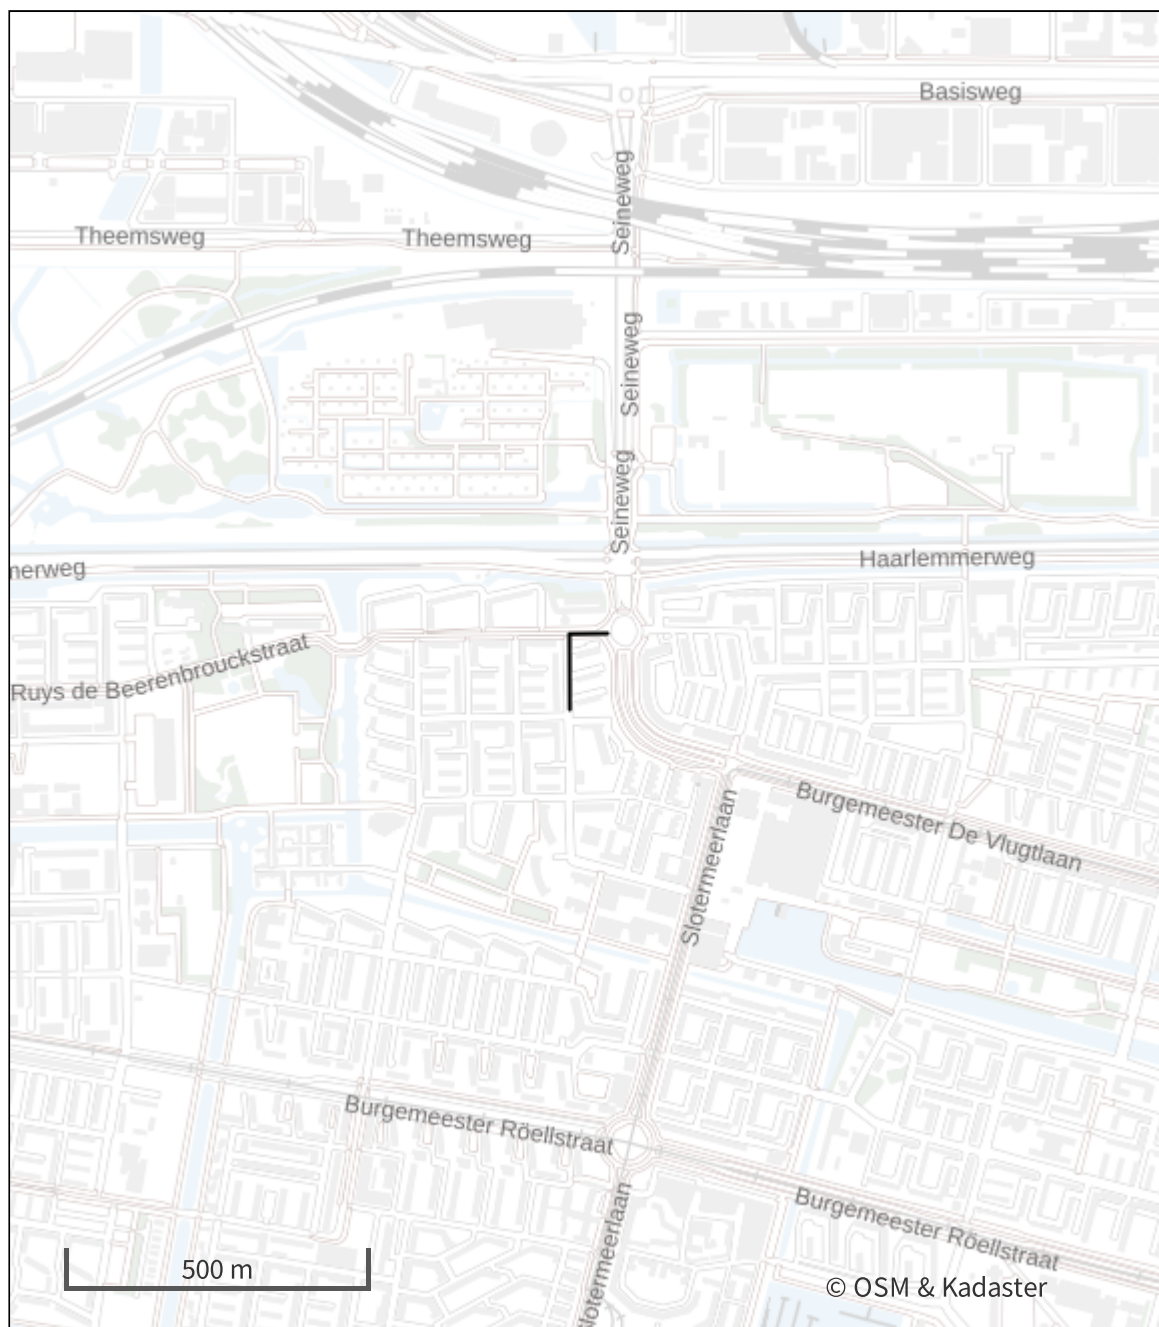 Basisweg
Seineweg
Theemsweg
Theemsweg
Seineweg
Seineweg
Haarlemmerweg
nerweg
Ruys de Beerenbrouckstraat
Burgemeester De Vlugtlaan
Slotermeerlaan
Burgemeester Röellstraat
Burgemeester Röellstraat
Slotermeerlaan
500 m
© OSM & Kadaster